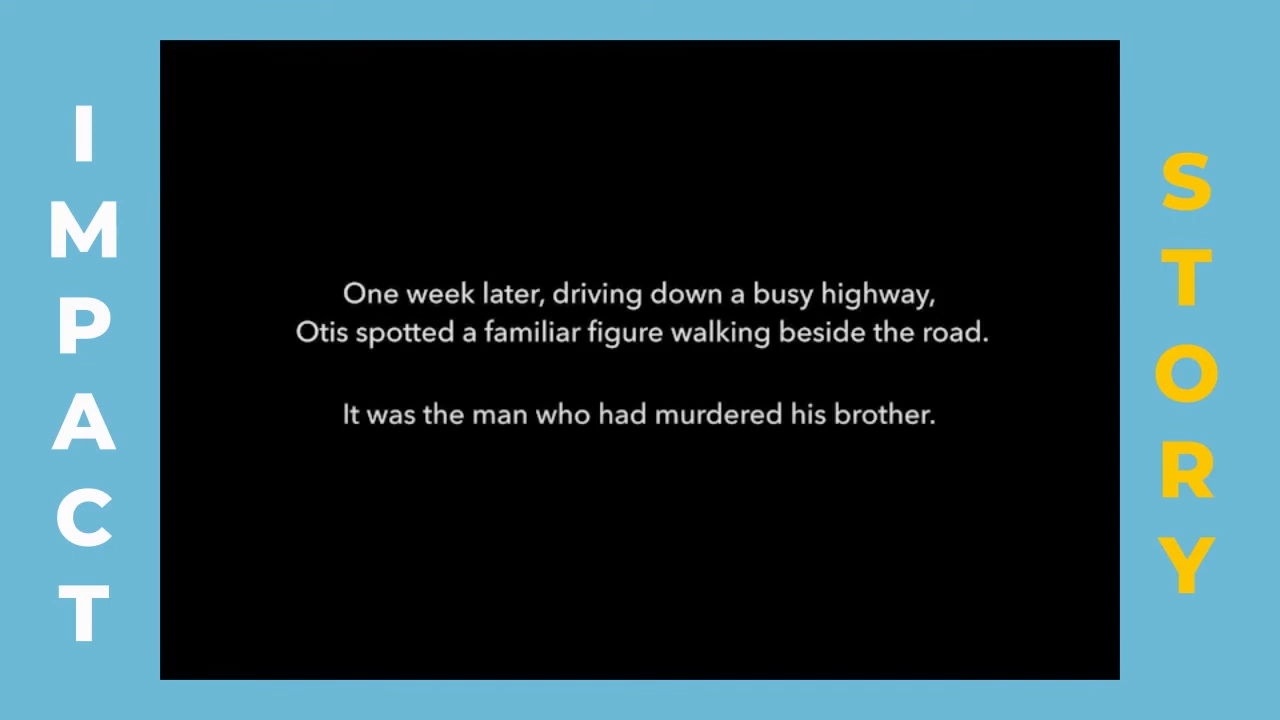 IMPACT
One week later, driving down a busy highway,
Otis spotted a familiar figure walking beside the road.
It was the man who had murdered his brother.
STORY